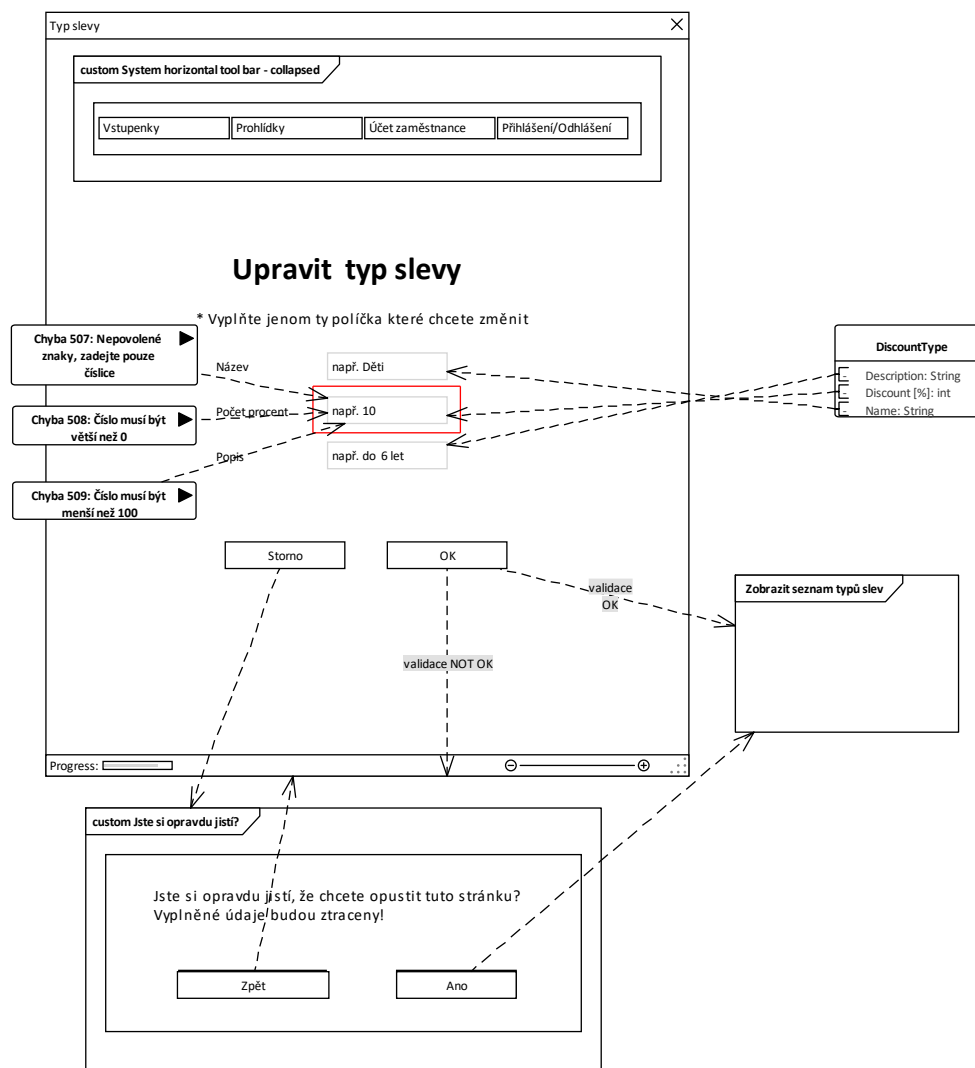 Typ slevy
custom System horizontal tool bar - collapsed
Vstupenky
Prohlídky
Účet zaměstnance
Přihlášení/Odhlášení
Upravit  typ slevy
* Vyplňte jenom ty políčka které chcete změnit
Chyba 507: Nepovolené
znaky, zadejte pouze
číslice
Název
např. Děti
Počet procent
např. 10
Chyba 508: Číslo musí být
větší než 0
Popis
např. do 6 let
Chyba 509: Číslo musí být
menší než 100
DiscountType
- Description: String
- Discount [%]: int
- Name: String
Storno
OK
validace
OK
Zobrazit seznam typů slev
validace NOT OK
Progress:
custom Jste si opravdu jistí?
Jste si opravdu jistí, že chcete opustit tuto stránku?
Vyplněné údaje budou ztraceny!
Zpět
Ano